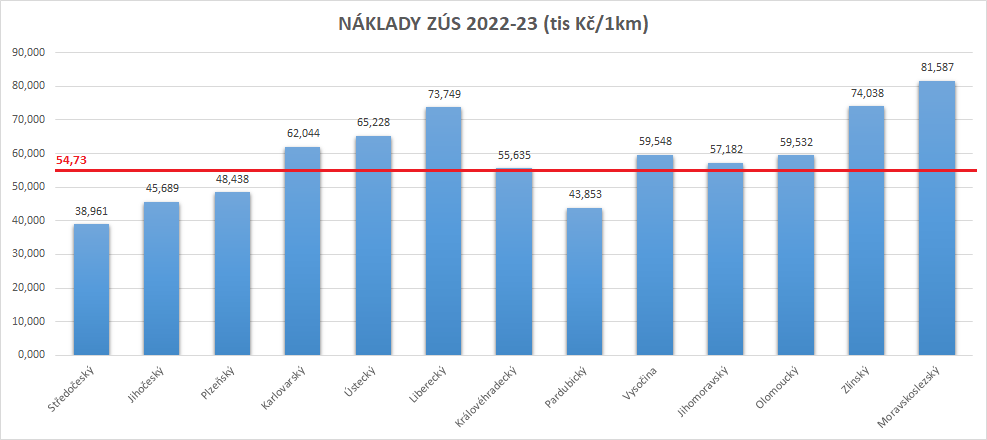 NÁKLADY ZÚS 2022-23 (tis Kč/1km)
90,000
80,000
70,000
60,000
50,000
40,000
30,000
20,000
10,000
0,000
54,73
38,961
45,689
48,438
62,044
65,228
73,749
55,635
43,853
59,548
57,182
59,532
74,038
81,587
Středočeský
Jihočeský
Plzeňský
Karlovarský
Ústecký
Liberecký
Královéhradecký
Pardubický
Vysočina
Jihomoravský
Olomoucký
Zlínský
Moravskoslezský